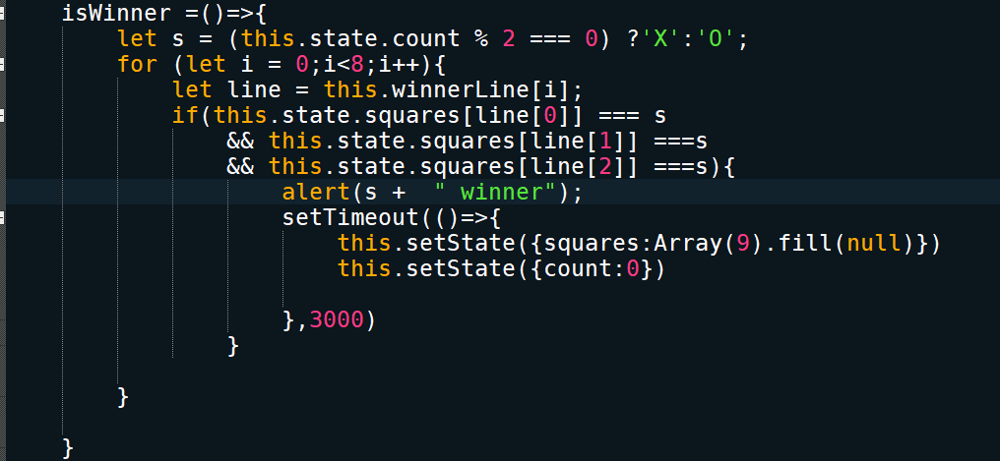 isWinner =()=>{
    let s = (this.state.count % 2 === 0) ?'X':'O';
    for (let i = 0;i<8;i++){
        let line = this.winnerLine[i];
        if(this.state.squares[line[0]] === s
            && this.state.squares[line[1]] ===s
            && this.state.squares[line[2]] ===s){
                alert(s +  " winner");
                setTimeout(()=>{
                    this.setState({squares:Array(9).fill(null)})
                    this.setState({count:0})
                },3000)
            }
    }
}